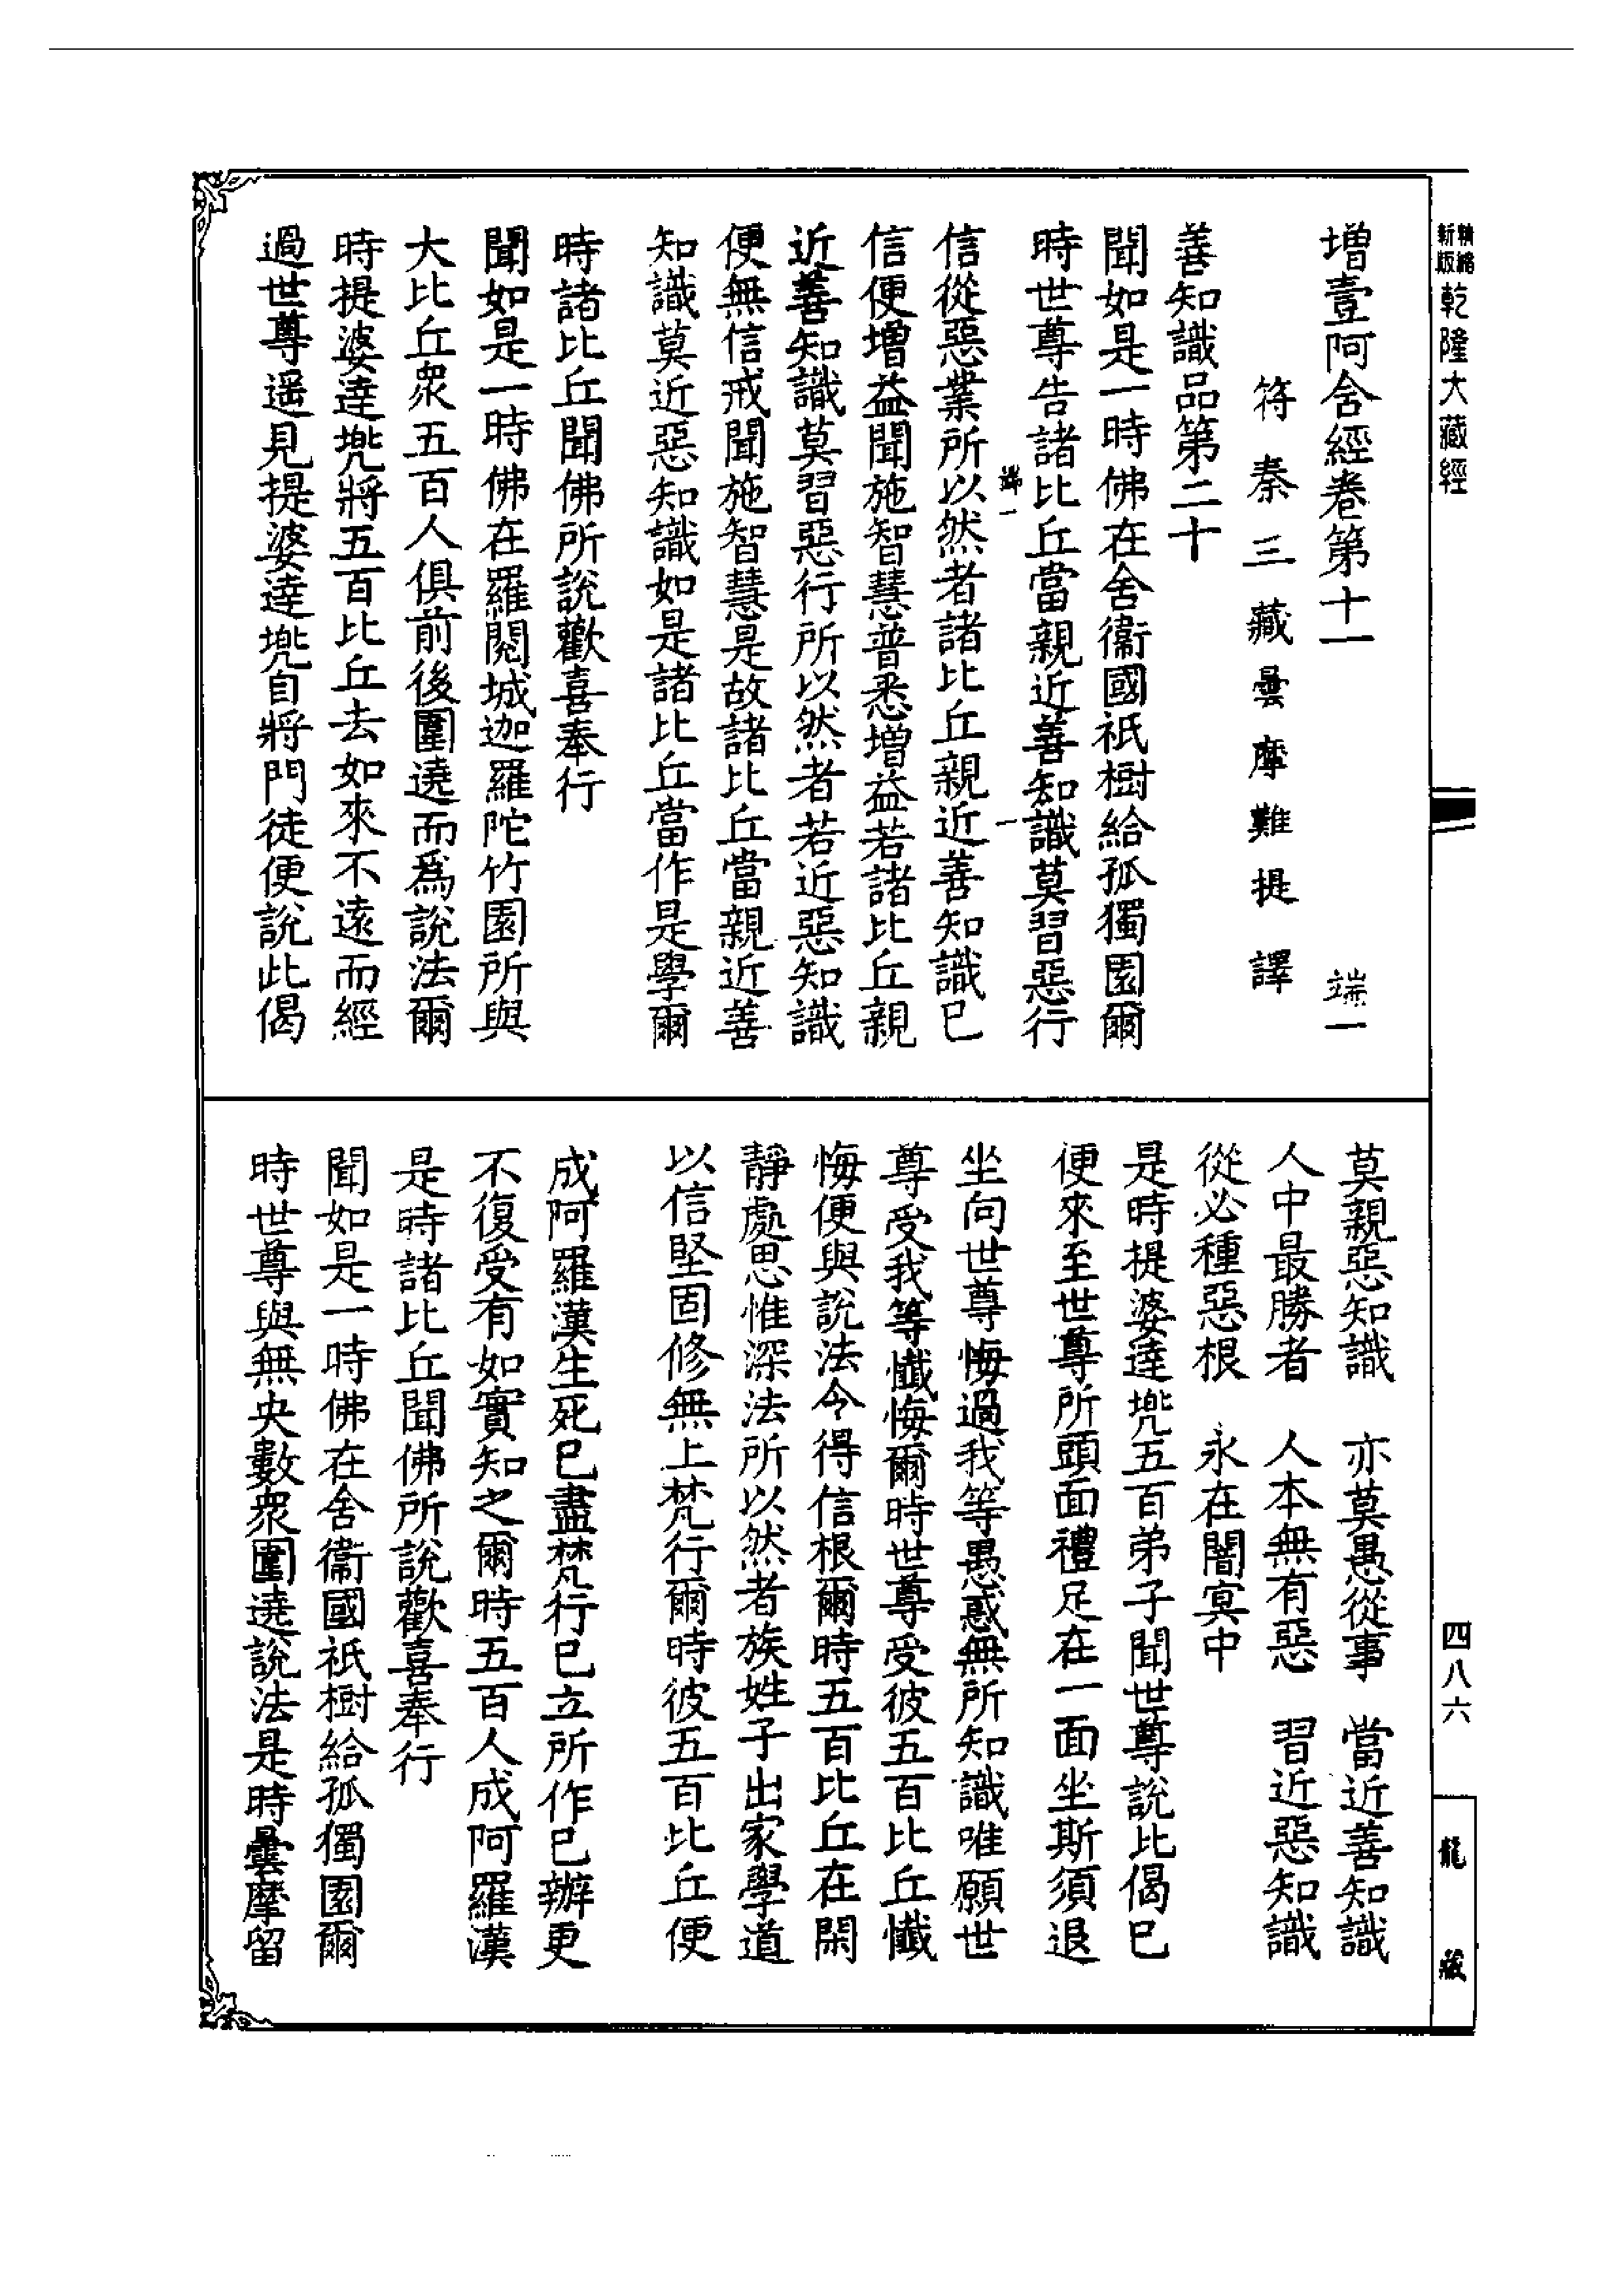 精縮新版乾隆大藏經
增壹阿含經卷第十一 端一
符秦三藏曇摩難提譯
善知識品第二十
聞如是一時佛在舍衞國祇樹給孤獨園爾
時世尊告諸比丘當親近善知識莫習惡行
端一 一
信從惡業所以然者諸比丘親近善知識已
信便增益聞施智慧普悉增益若諸比丘親
近善知識莫習惡行所以然者若近惡知識
便無信戒聞施智慧是故諸比丘當親近善
知識莫近惡知識如是諸比丘當作是學爾
時諸比丘聞佛所說歡喜奉行
聞如是一時佛在羅閱城迦羅陀竹園所與
大比丘眾五百人俱前後圍遶而爲說法爾
時提婆達兜將五百比丘去如來不遠而經
過世尊遥見提婆達兜自將門徒便說此偈
莫親惡知識 亦莫愚從事 當近善知識
人中最勝者 人本無有惡 習近惡知識
從必種惡根 永在闇冥中
是時提婆達兜五百弟子聞世尊說此偈已
便來至世尊所頭面禮足在一面坐斯須退
坐向世尊悔過我等愚惑無所知識唯願世
尊受我等懺悔爾時世尊受彼五百比丘懺
悔便與說法令得信根爾時五百比丘在閑
靜處思惟深法所以然者族姓子出家學道
以信堅固修無上梵行爾時彼五百比丘便
成阿羅漢生死已盡梵行已立所作已辦更
不復受有如實知之爾時五百人成阿羅漢
是時諸比丘聞佛所說歡喜奉行
聞如是一時佛在舍衞國祇樹給孤獨園爾
時世尊與無央數眾圍遶說法是時曇摩留
四八六
龍藏